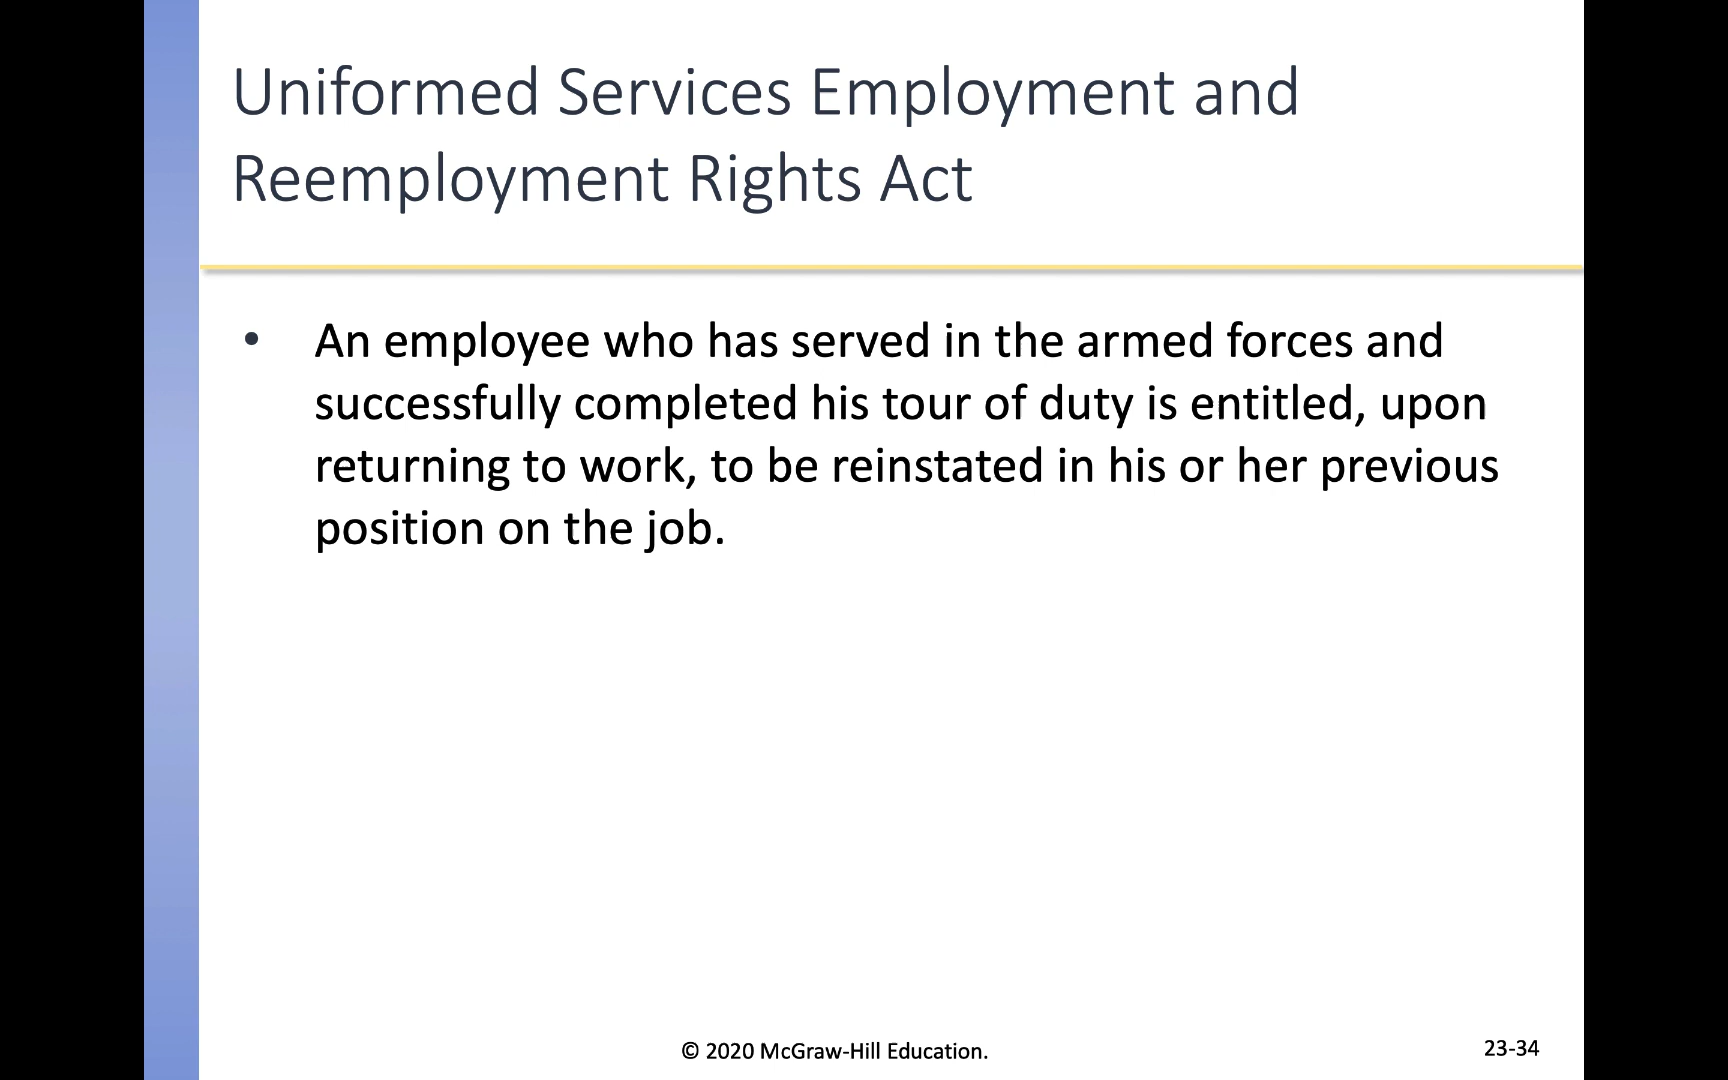 Uniformed Services Employment and
Reemployment Rights Act
• An employee who has served in the armed forces and
successfully completed his tour of duty is entitled, upon
returning to work, to be reinstated in his or her previous
position on the job.
© 2020 McGraw-Hill Education.
23-34